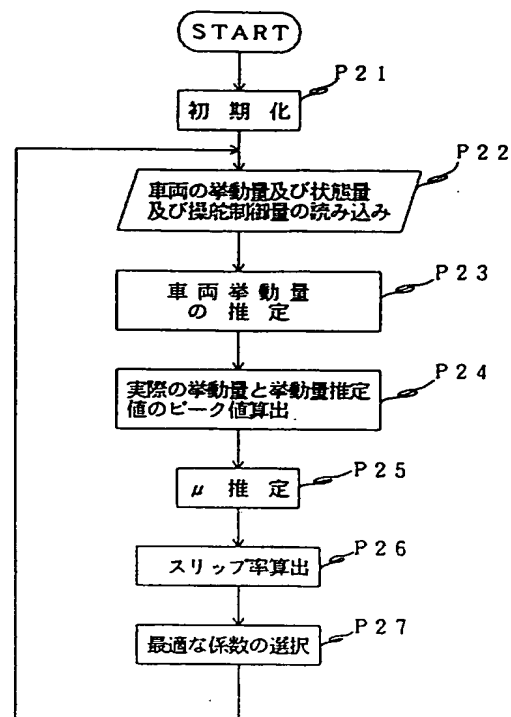 START
P21
初期化
P22
車両の挙動量及び状態量
及び操舵制御量の読み込み
P23
車両挙動量
の推定
P24
実際の挙動量と挙動量推定
値のピーク値算出
P25
μ推定
P26
スリップ率算出
P27
最適な係数の選択